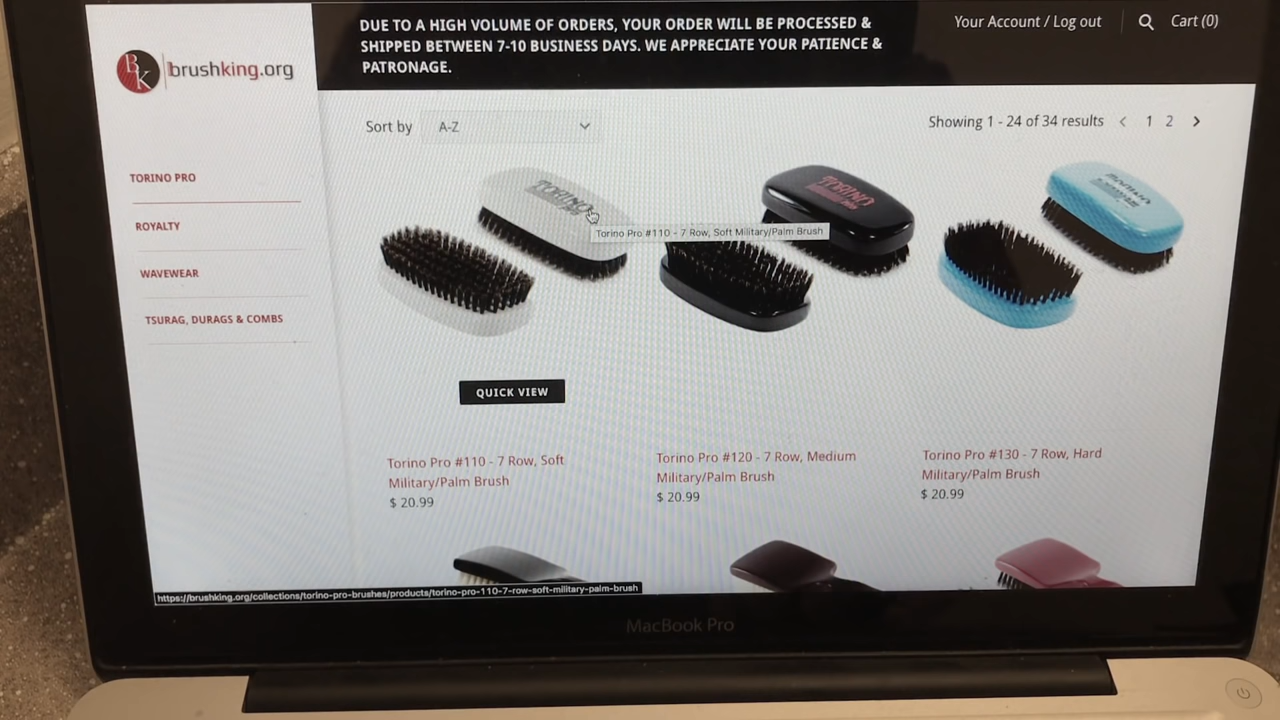 DUE TO A HIGH VOLUME OF ORDERS, YOUR ORDER WILL BE PROCESSED &
SHIPPED BETWEEN 7-10 BUSINESS DAYS. WE APPRECIATE YOUR PATIENCE &
PATRONAGE.
Your Account / Log out
Cart (0)
BK
brushking.org
TORINO PRO
ROYALTY
WAVEWEAR
TSURAG, DURAGS & COMBS
Sort by
A-Z
Showing 1 - 24 of 34 results < 1 2 >
TORINO
TORINO
Torino Pro #110 - 7 Row, Soft Military/Palm Brush
QUICK VIEW
Torino Pro #110 - 7 Row, Soft
Military/Palm Brush
$ 20.99
Torino Pro #120 - 7 Row, Medium
Military/Palm Brush
$ 20.99
Torino Pro #130 - 7 Row, Hard
Military/Palm Brush
$ 20.99
https://brushking.org/collections/torino-pro-brushes/products/torino-pro-110-7-row-soft-military-palm-brush
MacBook Pro